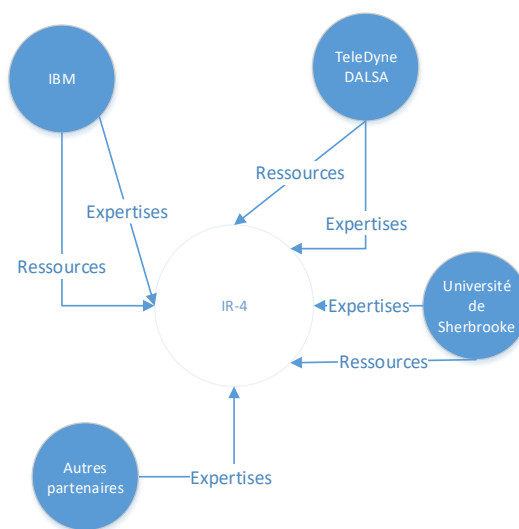 IBM
TeleDyne
DALSA
Ressources
Expertises
Expertises
Ressources
IR-4
Expertises
Université
de
Sherbrooke
Ressources
Autres
partenaires
Expertises